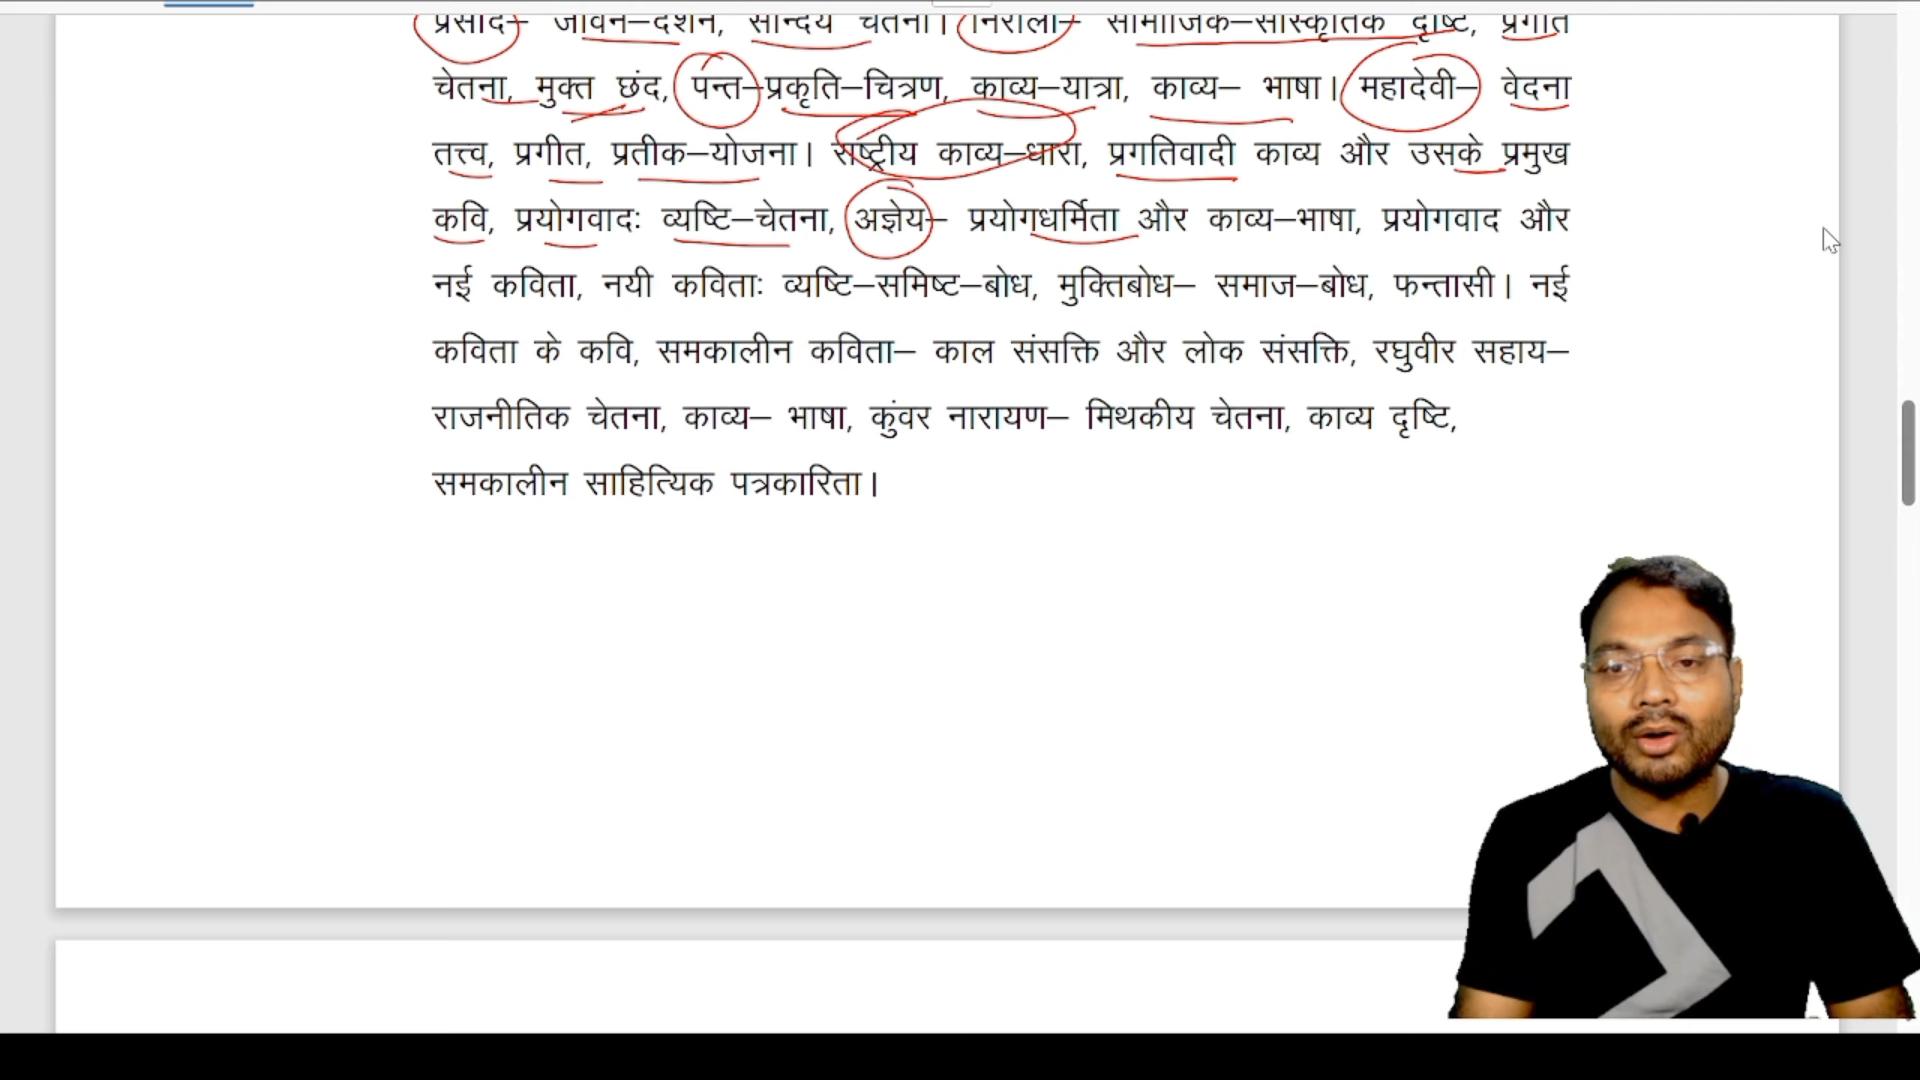 प्रसाद– जीवन–दर्शन, सौन्दर्य चेतना। निराला– सामाजिक–सांस्कृतिक दृष्टि, प्रगति
चेतना, मुक्त छंद, पन्त–प्रकृति–चित्रण, काव्य–यात्रा, काव्य– भाषा। महादेवी– वेदना
तत्त्व, प्रगीत, प्रतीक–योजना। राष्ट्रीय काव्य–धारा, प्रगतिवादी काव्य और उसके प्रमुख
कवि, प्रयोगवादः व्यष्टि–चेतना, अज्ञेय– प्रयोगधर्मिता और काव्य–भाषा, प्रयोगवाद और
नई कविता, नयी कविताः व्यष्टि–समिष्ट–बोध, मुक्तिबोध– समाज–बोध, फन्तासी। नई
कविता के कवि, समकालीन कविता– काल संसक्ति और लोक संसक्ति, रघुवीर सहाय–
राजनीतिक चेतना, काव्य– भाषा, कुंवर नारायण– मिथकीय चेतना, काव्य दृष्टि,
समकालीन साहित्यिक पत्रकारिता।